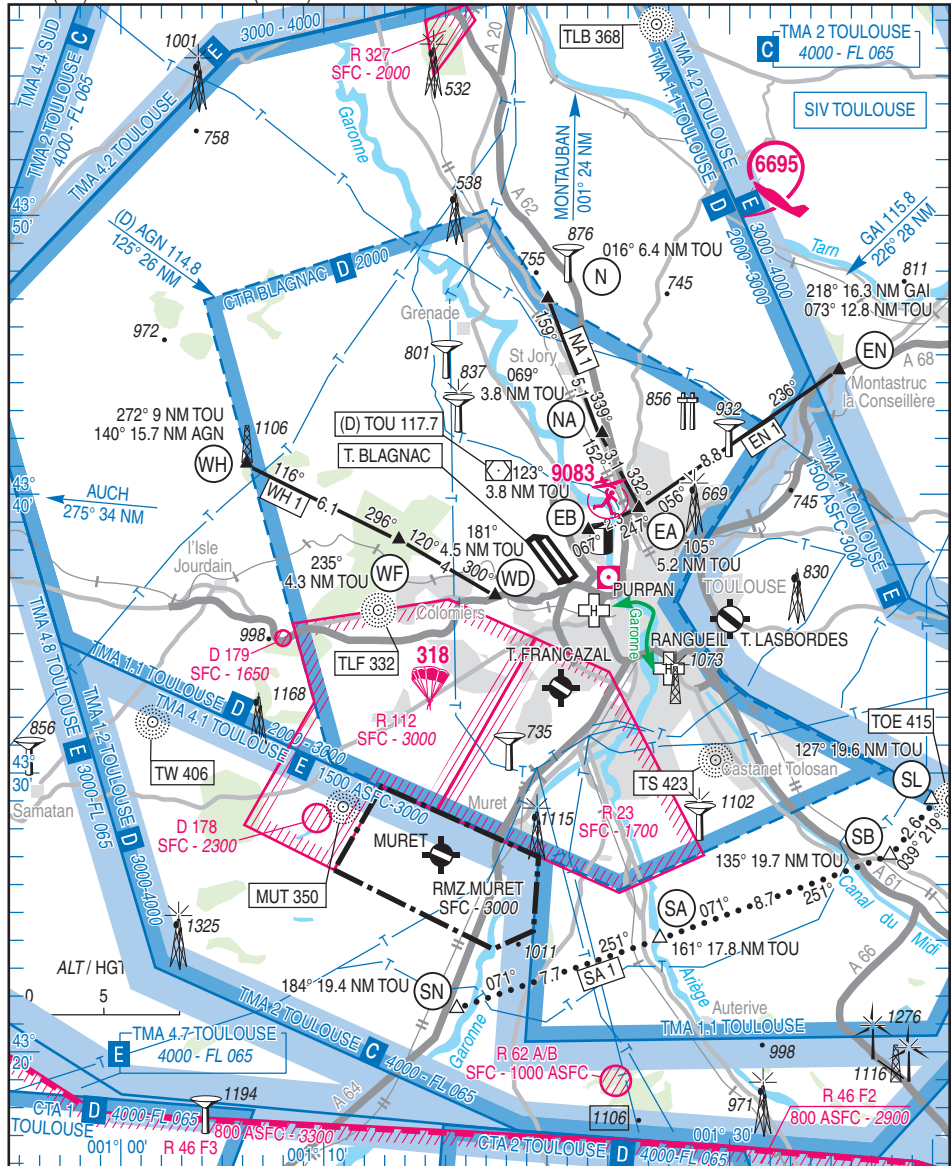 TMA 4.4 SUD
C
TMA 2 TOULOUSE
4000 - FL 065
1001
E
3000 - 4000
TMA 4.2 TOULOUSE
758
R 327
SFC - 2000
532
A 20
TLB 368
TMA 4.2 TOULOUSE
TMA 1.1 TOULOUSE
C
TMA 2 TOULOUSE
4000 - FL 065
SIV TOULOUSE
Garonne
MONTAUBAN
001° 24 NM
6695
43°
50'
538
A 62
D
2000 - 3000
E
3000 - 4000
Tarn
GAI 115.8
226° 28 NM
(D) AGN 114.8
125° 26 NM
CTR BLAGNAC
D
2000
876
755
N
016° 6.4 NM TOU
745
811
218° 16.3 NM GAI
073° 12.8 NM TOU
972
Grenade
801
837
St Jory
159°
NA 1
5.1
339°
069°
3.8 NM TOU
NA
EN
A 68
Montastruc
la Conseillère
236°
856
932
EN 1
8.8
272° 9 NM TOU
140° 15.7 NM AGN
1106
WH
(D) TOU 117.7
T. BLAGNAC
152°
3.1
332°
123°
3.8 NM TOU
9083
056°
669
TMA 4.1 TOULOUSE
1500 ASFC-3000
E
745
43°
40'
AUCH
275° 34 NM
116°
WH 1
6.1
296°
EB
067°
247°
EA
105°
5.2 NM TOU
181°
4.5 NM TOU
120°
4
300°
WD
235°
4.3 NM TOU
WF
l'Isle
Jourdain
Colomiers
TLF 332
PURPAN
TOULOUSE
830
T. LASBORDES
Garonne
RANGUEIL
1073
998
D 179
SFC - 1650
TMA 1.1 TOULOUSE
D
2000 - 3000
TMA 4.1 TOULOUSE
E
1500 ASFC-3000
1168
318
T. FRANCAZAL
R 112
SFC - 3000
735
TMA 4.8 TOULOUSE
E
3000-FL 065
TMA 1.2 TOULOUSE
D
3000-4000
856
TW 406
43°
30'
Samatan
TOE 415
127° 19.6 NM TOU
SL
TS 423
Castanet Tolosan
1102
Muret
1115
R 23
SFC - 1700
D 178
SFC - 2300
MUT 350
MURET
RMZ MURET
SFC - 3000
SB
2.6
039°
219°
135° 19.7 NM TOU
A 61
Canal du Midi
SA
071°
8.7
251°
161° 17.8 NM TOU
1325
1011
ALT / HGT
0
5
184° 19.4 NM TOU
SN
071°
7.7
251°
SA 1
Ariège
A 66
Auterive
TMA 1.1 TOULOUSE
1276
998
1116
43°
20'
E
TMA 4.7 TOULOUSE
4000 - FL 065
TMA 2 TOULOUSE
C
4000 - FL 065
Garonne
R 62 A/B
SFC - 1000 ASFC
1106
971
A 64
1194
CTA 1
TOULOUSE
D
4000-FL 065
R 46 F3
800 ASFC - 3300
001° 00'
001° 10'
CTA 2 TOULOUSE
D
4000-FL 065
001° 30'
R 46 F2
800 ASFC - 2900